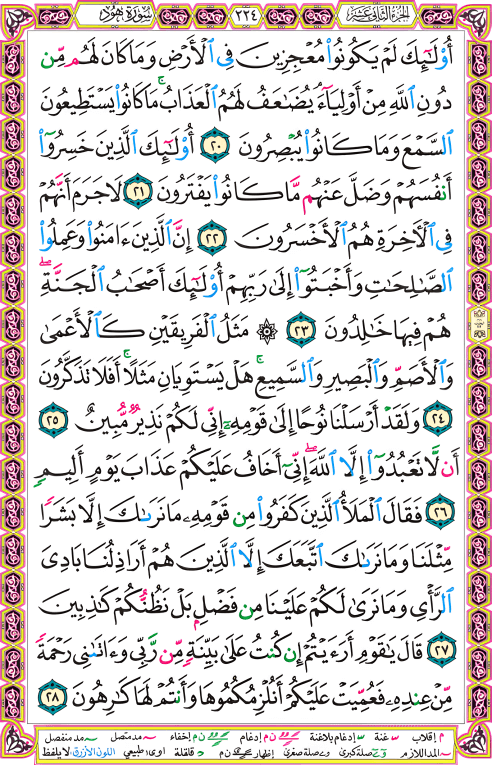 الجزء الثاني عشر ٢٢٤ سورة هود
أُوْلَٰٓئِكَ لَمْ يَكُونُوا۟ مُعْجِزِينَ فِى ٱلْأَرْضِ وَمَا كَانَ لَهُم مِّن
دُونِ ٱللَّهِ مِنْ أَوْلِيَآءَ ۘ يُضَٰعَفُ لَهُمُ ٱلْعَذَابُ ۚ مَا كَانُوا۟ يَسْتَطِيعُونَ
ٱلسَّمْعَ وَمَا كَانُوا۟ يُبْصِرُونَ ٢٠ أُو۟لَٰٓئِكَ ٱلَّذِينَ خَسِرُوٓا۟
أَنفُسَهُمْ وَضَلَّ عَنْهُم مَّا كَانُوا۟ يَفْتَرُونَ ٢١ لَا جَرَمَ أَنَّهُمْ
فِى ٱلْأَخِرَةِ هُمُ ٱلْأَخْسَرُونَ ٢٢ إِنَّ ٱلَّذِينَ ءَامَنُوا۟ وَعَمِلُوا۟
ٱلصَّٰلِحَٰتِ وَأَخْبَتُوٓا۟ إِلَىٰ رَبِّهِمْ أُو۟لَٰٓئِكَ أَصْحَٰبُ ٱلْجَنَّةِ ۖ
هُمْ فِيهَا خَٰلِدُونَ ٢٣ ۞ مَثَلُ ٱلْفَرِيقَيْنِ كَٱلْأَعْمَىٰ
وَٱلْأَصَمِّ وَٱلْبَصِيرِ وَٱلسَّمِيعِ ۚ هَلْ يَسْتَوِيَانِ مَثَلًا ۚ أَفَلَا تَذَكَّرُونَ
٢٤ وَلَقَدْ أَرْسَلْنَا نُوحًا إِلَىٰ قَوْمِهِۦٓ إِنِّى لَكُمْ نَذِيرٌ مُّبِينٌ ٢٥
أَن لَّا تَعْبُدُوٓا۟ إِلَّا ٱللَّهَ ۖ إِنِّىٓ أَخَافُ عَلَيْكُمْ عَذَابَ يَوْمٍ أَلِيمٍ
٢٦ فَقَالَ ٱلْمَلَأُ ٱلَّذِينَ كَفَرُوا۟ مِن قَوْمِهِۦ مَا نَرَىٰكَ إِلَّا بَشَرًا
مِّثْلَنَا وَمَا نَرَىٰكَ ٱتَّبَعَكَ إِلَّا ٱلَّذِينَ هُمْ أَرَاذِلُنَا بَادِىَ
ٱلرَّأْىِ وَمَا نَرَىٰ لَكُمْ عَلَيْنَا مِن فَضْلٍۭ بَلْ نَظُنُّكُمْ كَٰذِبِينَ
٢٧ قَالَ يَٰقَوْمِ أَرَءَيْتُمْ إِن كُنتُ عَلَىٰ بَيِّنَةٍ مِّن رَّبِّى وَءَاتَىٰنِى رَحْمَةً
مِّنْ عِندِهِۦ فَعُمِّيَتْ عَلَيْكُمْ أَنُلْزِمُكُمُوهَا وَأَنتُمْ لَهَا كَٰرِهُونَ ٢٨
م إقلاب س غنة س إدغام بلاغنة ن م إدغام ن م إخفاء مد متصل مد منفصل
المد اللازم صلة كبرى وصلة صغرى إظهار ن م قلقلة اوى طبيعي اللون الأزرق لا يلفظ